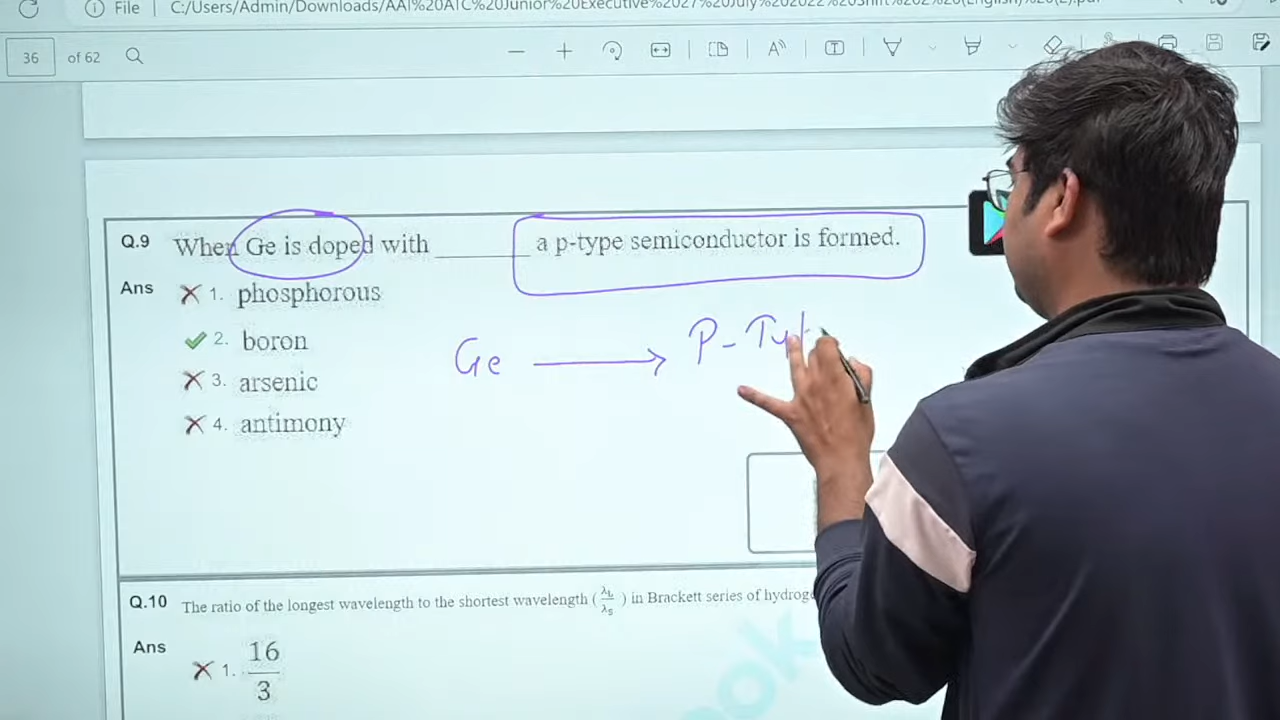 File | C:/Users/Admin/Downloads/AAI%20ATC%20Junior%20Executive%2027%20July%202022%20Shift%202%20(English)%20(2).pdf
36 of 62
Q.9 When Ge is doped with ______ a p-type semiconductor is formed.
Ans 1. phosphorous
2. boron
3. arsenic
4. antimony
Ge → P-Typ
Q.10 The ratio of the longest wavelength to the shortest wavelength (λL/λS) in Brackett series of hydrog
Ans 1. 16/3
ook